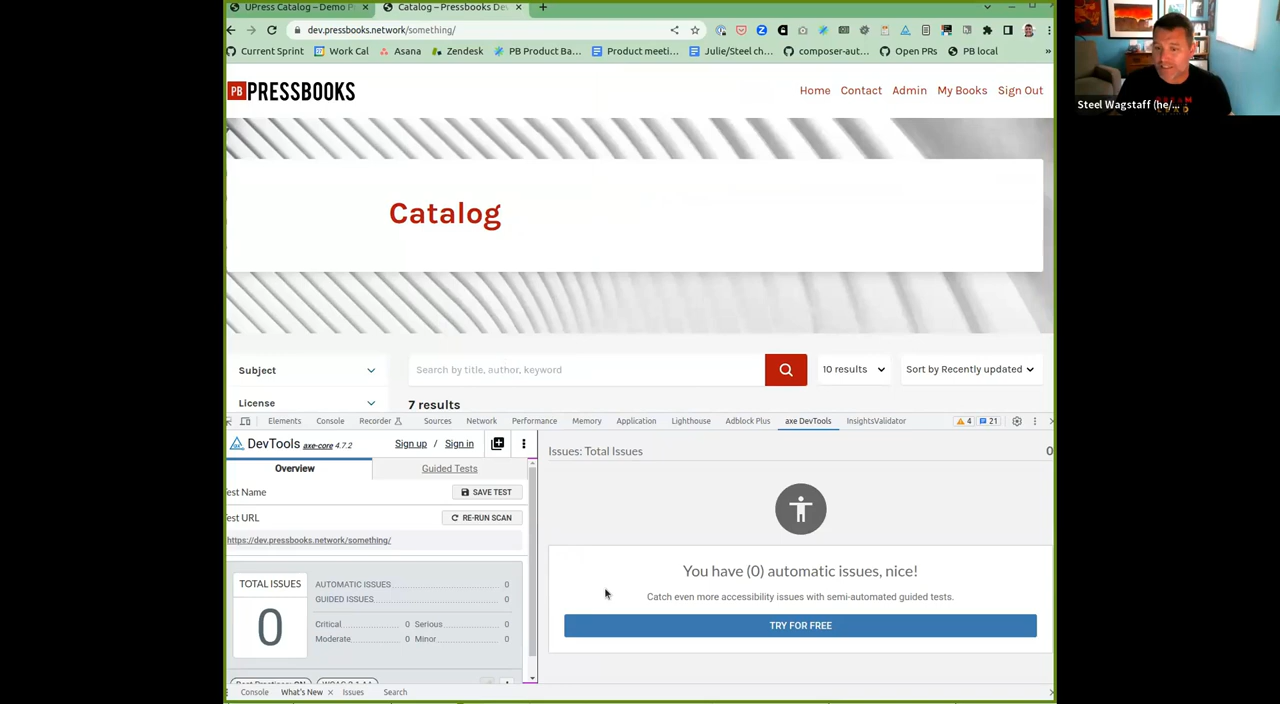 UPress Catalog – Demo P
Catalog – Pressbooks De
dev.pressbooks.network/something/
Current Sprint
Work Cal
Asana
Zendesk
PB Product Ba...
Product meeti...
Julie/Steel ch...
composer-aut...
Open PRs
PB local
»
PB PRESSBOOKS
Home
Contact
Admin
My Books
Sign Out
Steel Wagstaff (he/...
Catalog
Subject
Search by title, author, keyword
10 results
Sort by Recently updated
License
7 results
Elements
Console
Recorder
Sources
Network
Performance
Memory
Application
Lighthouse
Adblock Plus
axe DevTools
InsightsValidator
4
21
DevTools axe-core 4.7.2
Sign up / Sign in
Issues: Total Issues
0
Overview
Guided Tests
Test Name
SAVE TEST
Test URL
RE-RUN SCAN
https://dev.pressbooks.network/something/
TOTAL ISSUES
0
AUTOMATIC ISSUES 0
GUIDED ISSUES 0
Critical 0 Serious 0
Moderate 0 Minor 0
You have (0) automatic issues, nice!
Catch even more accessibility issues with semi-automated guided tests.
TRY FOR FREE
Console
What's New
Issues
Search